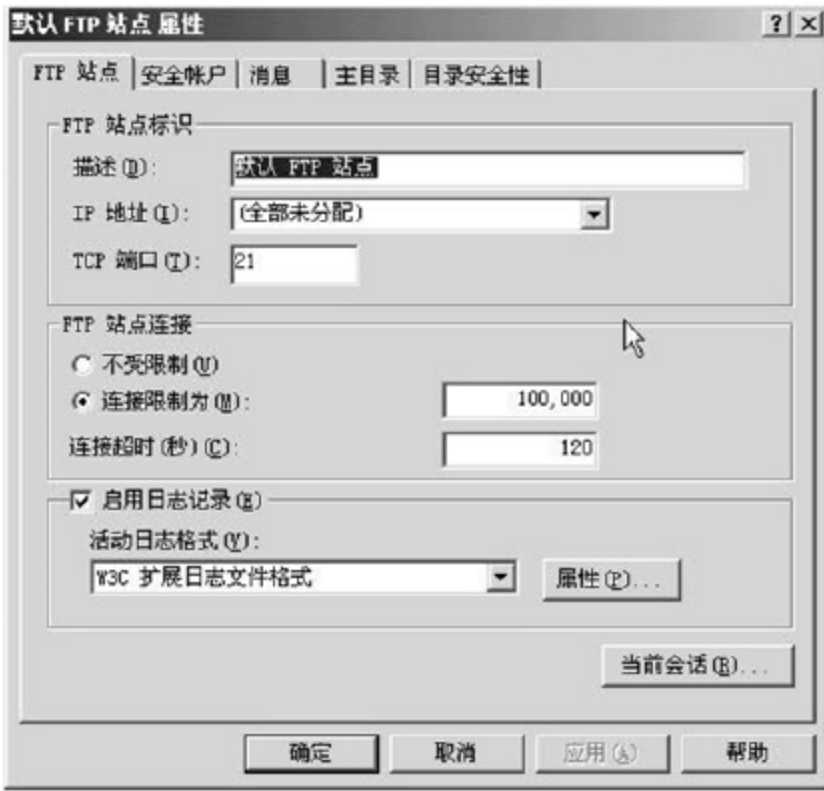 默认 FTP 站点 属性
FTP 站点 安全帐户 消息 主目录 目录安全性
FTP 站点标识
描述(D): 默认 FTP 站点
IP 地址(I): (全部未分配)
TCP 端口(T): 21
FTP 站点连接
不受限制(U)
连接限制为(M): 100,000
连接超时(秒)(C): 120
启用日志记录(E)
活动日志格式(V):
W3C 扩展日志文件格式 属性(P)...
当前会话(R)...
确定 取消 应用(A) 帮助